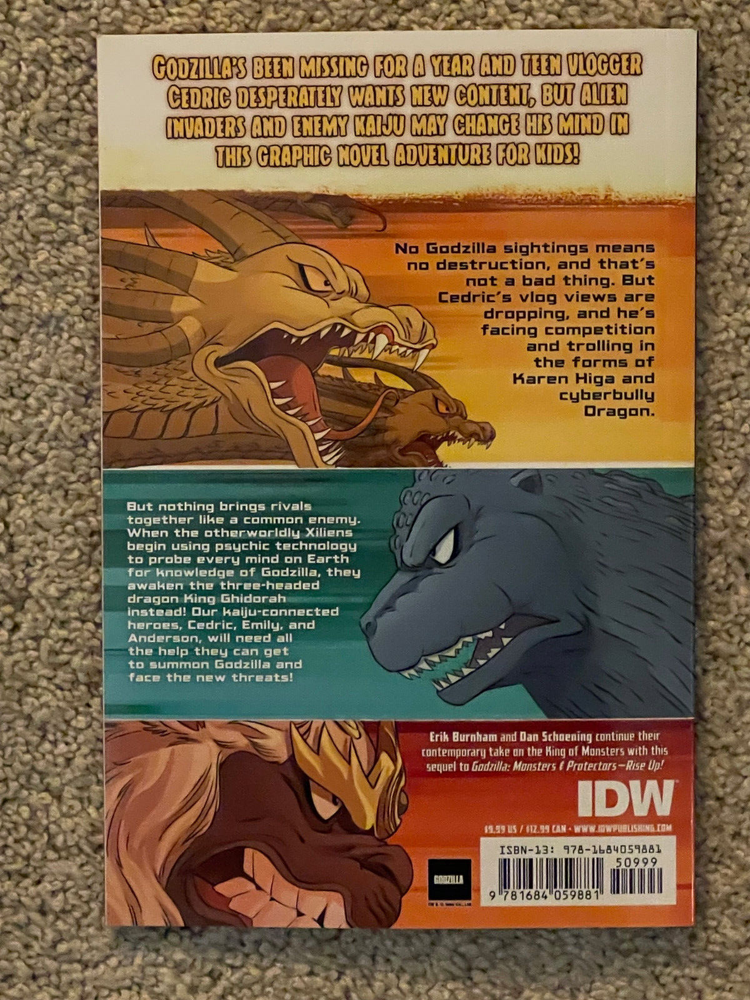 GODZILLA'S BEEN MISSING FOR A YEAR AND TEEN VLOGGER
CEDRIC DESPERATELY WANTS NEW CONTENT, BUT ALIEN
INVADERS AND ENEMY KAIJU MAY CHANGE HIS MIND IN
THIS GRAPHIC NOVEL ADVENTURE FOR KIDS!
No Godzilla sightings means
no destruction, and that's
not a bad thing. But
Cedric's vlog views are
dropping, and he's
facing competition
and trolling in
the forms of
Karen Higa and
cyberbully
Dragon.
But nothing brings rivals
together like a common enemy.
When the otherworldly Xiliens
begin using psychic technology
to probe every mind on Earth
for knowledge of Godzilla, they
awaken the three-headed
dragon King Ghidorah
instead! Our kaiju-connected
heroes, Cedric, Emily, and
Anderson, will need all
the help they can get
to summon Godzilla and
face the new threats!
Erik Burnham and Dan Schoening continue their
contemporary take on the King of Monsters with this
sequel to Godzilla: Monsters & Protectors—Rise Up!
IDW
$9.99 US / $12.99 CAN • WWW.IDWPUBLISHING.COM
ISBN-13: 978-1684059881
50999
9 781684 059881
GODZILLA